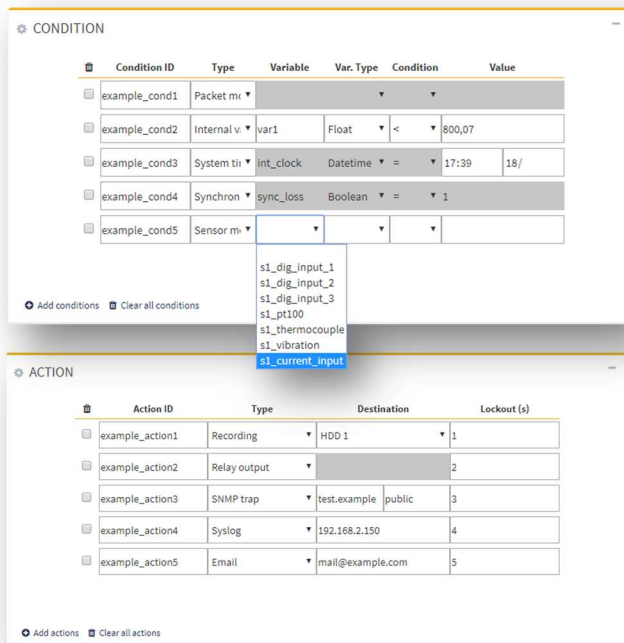 CONDITION
Condition ID Type Variable Var. Type Condition Value
example_cond1 Packet mo
example_cond2 Internal v. var1 Float < 800,07
example_cond3 System tir int_clock Datetime = 17:39 18/
example_cond4 Synchron sync_loss Boolean = 1
example_cond5 Sensor m
s1_dig_input_1
s1_dig_input_2
s1_dig_input_3
s1_pt100
s1_thermocouple
s1_vibration
s1_current_input
Add conditions Clear all conditions
ACTION
Action ID Type Destination Lockout (s)
example_action1 Recording HDD 1 1
example_action2 Relay output 2
example_action3 SNMP trap test.example public 3
example_action4 Syslog 192.168.2.150 4
example_action5 Email mail@example.com 5
Add actions Clear all actions